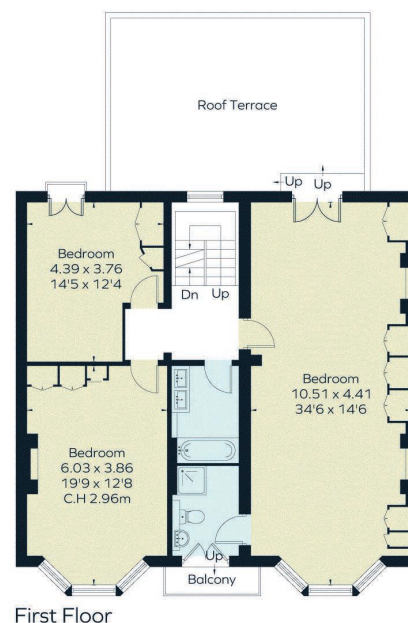 Roof Terrace
Up
Up
Bedroom
4.39 x 3.76
14'5 x 12'4
Dn
Up
Bedroom
10.51 x 4.41
34'6 x 14'6
Bedroom
6.03 x 3.86
19'9 x 12'8
C.H 2.96m
Up
Balcony
First Floor